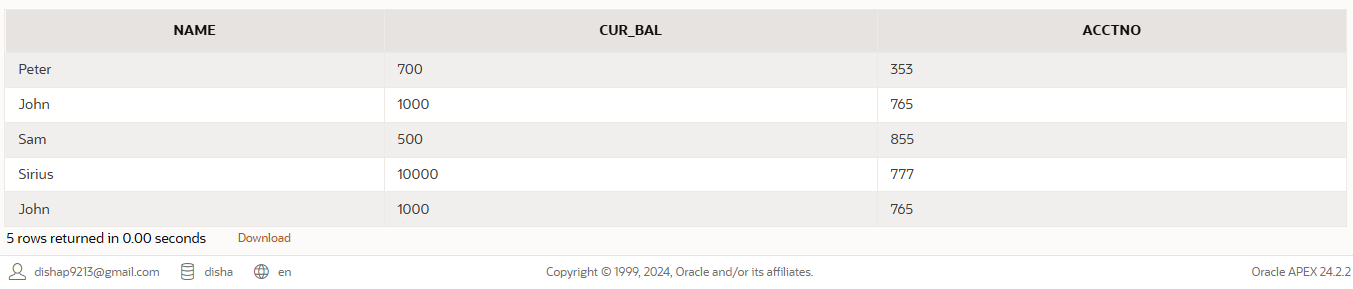 NAME CUR_BAL ACCTNO
Peter 700 353
John 1000 765
Sam 500 855
Sirius 10000 777
John 1000 765
5 rows returned in 0.00 seconds Download
dishap9213@gmail.com disha en Copyright © 1999, 2024, Oracle and/or its affiliates. Oracle APEX 24.2.2